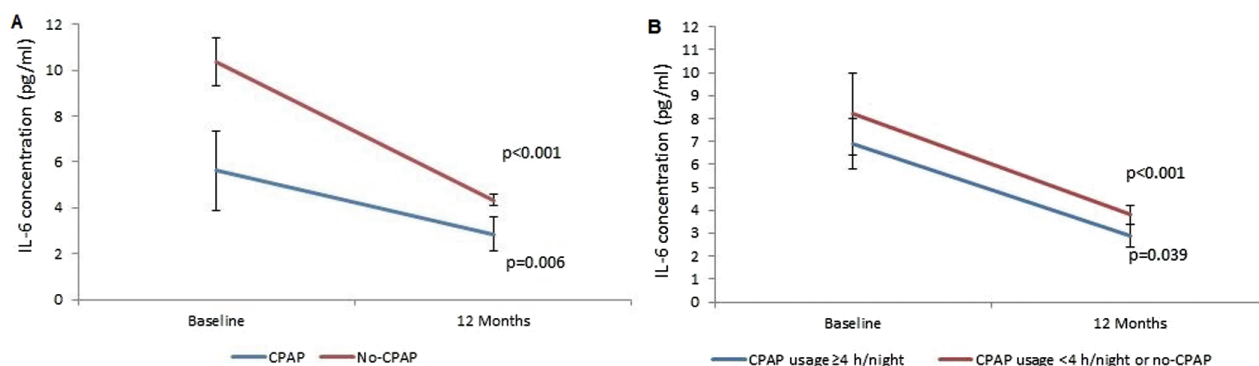 A
IL-6 concentration (pg/ml)
12
10
8
6
4
2
0
p<0.001
p=0.006
Baseline 12 Months
CPAP No-CPAP
B
IL-6 concentration (pg/ml)
12
11
10
9
8
7
6
5
4
3
2
1
0
p<0.001
p=0.039
Baseline 12 Months
CPAP usage ≥4 h/night CPAP usage <4 h/night or no-CPAP